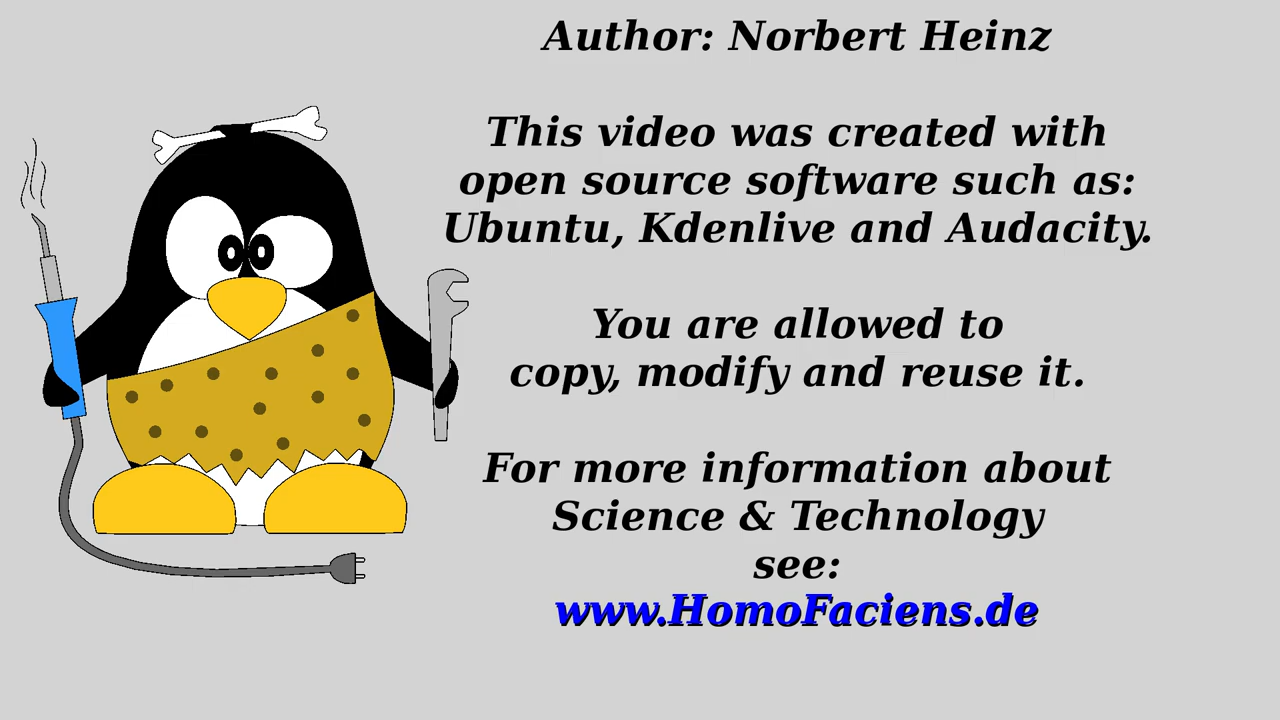 Author: Norbert Heinz
This video was created with
open source software such as:
Ubuntu, Kdenlive and Audacity.
You are allowed to
copy, modify and reuse it.
For more information about
Science & Technology
see:
www.HomoFaciens.de